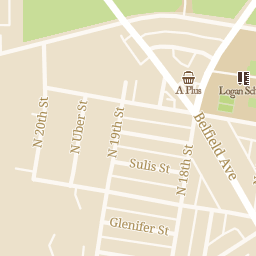 A Plus
Logan Sch
N 20th St
N Uber St
N 19th St
Belfield Ave
Sulis St
N 18th St
Glenifer St